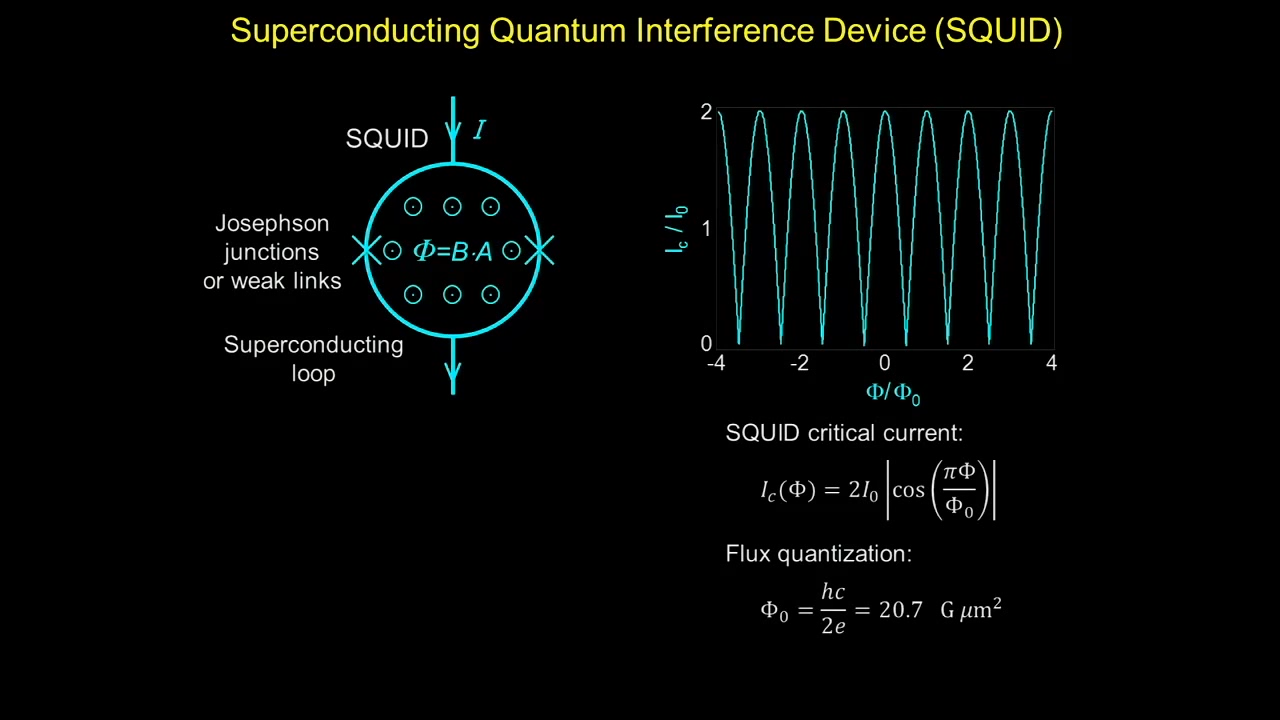 Superconducting Quantum Interference Device (SQUID)
SQUID
I
Josephson
junctions
or weak links
Φ=B·A
Superconducting
loop
2
1
0
I_c / I_0
-4 -2 0 2 4
Φ/Φ_0
SQUID critical current:
I_c(Φ) = 2I_0 |cos(πΦ/Φ_0)|
Flux quantization:
Φ_0 = hc/2e = 20.7 G μm²